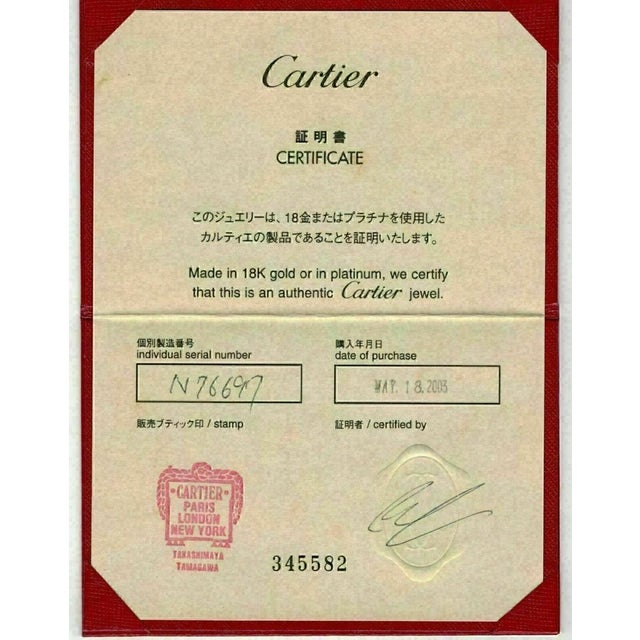 Cartier
証明書
CERTIFICATE
このジュエリーは、18金またはプラチナを使用した
カルティエの製品であることを証明いたします。
Made in 18K gold or in platinum, we certify
that this is an authentic Cartier jewel.
個別製造番号
individual serial number
購入年月日
date of purchase
N76697
MAR. 18.2003
販売ブティック印 / stamp
証明者 / certified by
CARTIER
PARIS
LONDON
NEW YORK
TAKASHIMAYA
TAMAGAWA
345582